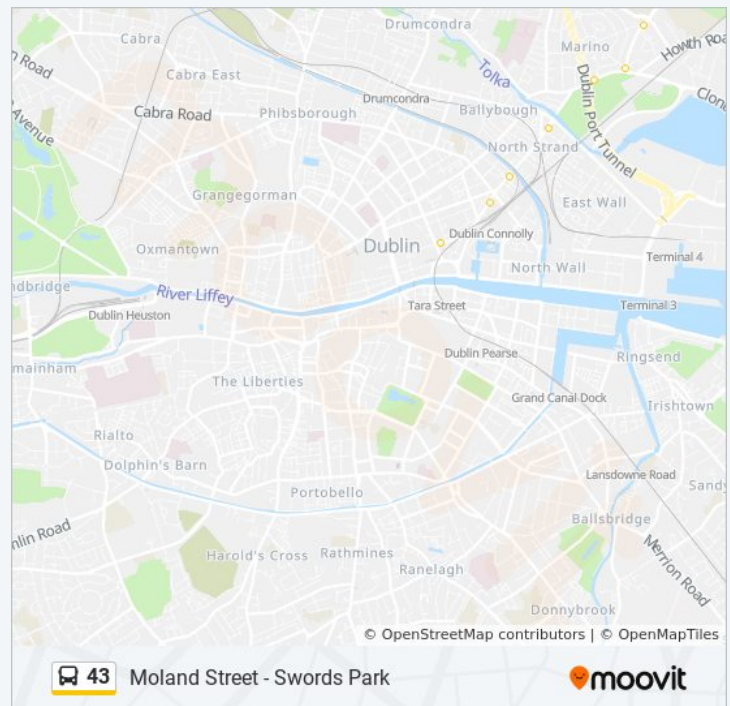 Drumcondra
Cabra
Marino
Howth Roa
n Road
Tolka
Cabra East
Drumcondra
Dublin Port Tunnel
Clon
Avenue
Cabra Road
Phibsborough
Ballybough
North Strand
Grangegorman
East Wall
Dublin Connolly
Oxmantown
Dublin
Terminal 4
North Wall
ndbridge
River Liffey
Tara Street
Terminal 3
Dublin Heuston
Dublin Pearse
Ringsend
mainham
The Liberties
Grand Canal Dock
Irishtown
Rialto
Dolphin's Barn
Lansdowne Road
Sandy
Portobello
Ballsbridge
mlin Road
Harold's Cross
Rathmines
Merrion Road
Ranelagh
Donnybrook
© OpenStreetMap contributors | © OpenMapTiles
43 Moland Street - Swords Park
moovit